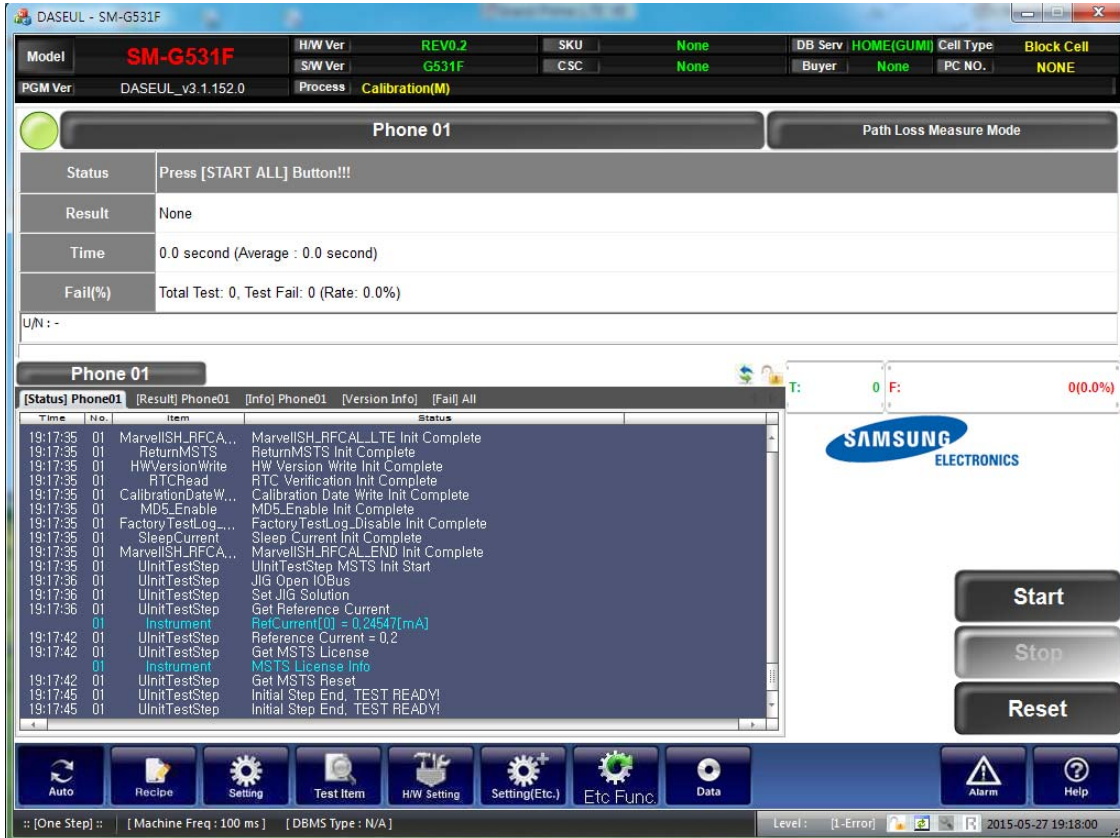 DASEUL - SM-G531F
Model SM-G531F H/W Ver REV0.2 SKU None DB Serv HOME(GUMI) Cell Type Block Cell
S/W Ver G531F CSC None Buyer None PC NO. NONE
PGM Ver DASEUL_v3.1.152.0 Process Calibration(M)
Phone 01 Path Loss Measure Mode
Status Press [START ALL] Button!!!
Result None
Time 0.0 second (Average : 0.0 second)
Fail(%) Total Test: 0, Test Fail: 0 (Rate: 0.0%)
U/N : -
Phone 01
T: 0 F: 0(0.0%)
[Status] Phone01 [Result] Phone01 [Info] Phone01 [Version Info] [Fail] All
Time No. Item Status
19:17:35 01 MarvellSH_RFCA... MarvellSH_RFCAL_LTE Init Complete
19:17:35 01 ReturnMSTS ReturnMSTS Init Complete
19:17:35 01 HWVersionWrite HW Version Write Init Complete
19:17:35 01 RTCRead RTC Verification Init Complete
19:17:35 01 CalibrationDateW... Calibration Date Write Init Complete
19:17:35 01 MD5_Enable MD5_Enable Init Complete
19:17:35 01 FactoryTestLog_... FactoryTestLog_Disable Init Complete
19:17:35 01 SleepCurrent Sleep Current Init Complete
19:17:35 01 MarvellSH_RFCA... MarvellSH_RFCAL_END Init Complete
19:17:35 01 UInitTestStep UInitTestStep MSTS Init Start
19:17:36 01 UInitTestStep JIG Open IOBus
19:17:36 01 UInitTestStep Set JIG Solution
19:17:36 01 UInitTestStep Get Reference Current
01 Instrument RefCurrent[0] = 0,24547[mA]
19:17:42 01 UInitTestStep Reference Current = 0,2
19:17:42 01 UInitTestStep Get MSTS License
01 Instrument MSTS License Info
19:17:42 01 UInitTestStep Get MSTS Reset
19:17:45 01 UInitTestStep Initial Step End, TEST READY!
19:17:45 01 UInitTestStep Initial Step End, TEST READY!
SAMSUNG
ELECTRONICS
Start
Stop
Reset
Auto Recipe Setting Test Item H/W Setting Setting(Etc.) Etc Func. Data Alarm Help
:: [One Step] :: [ Machine Freq : 100 ms ] [ DBMS Type : N/A ] Level : [1-Error] 2015-05-27 19:18:00